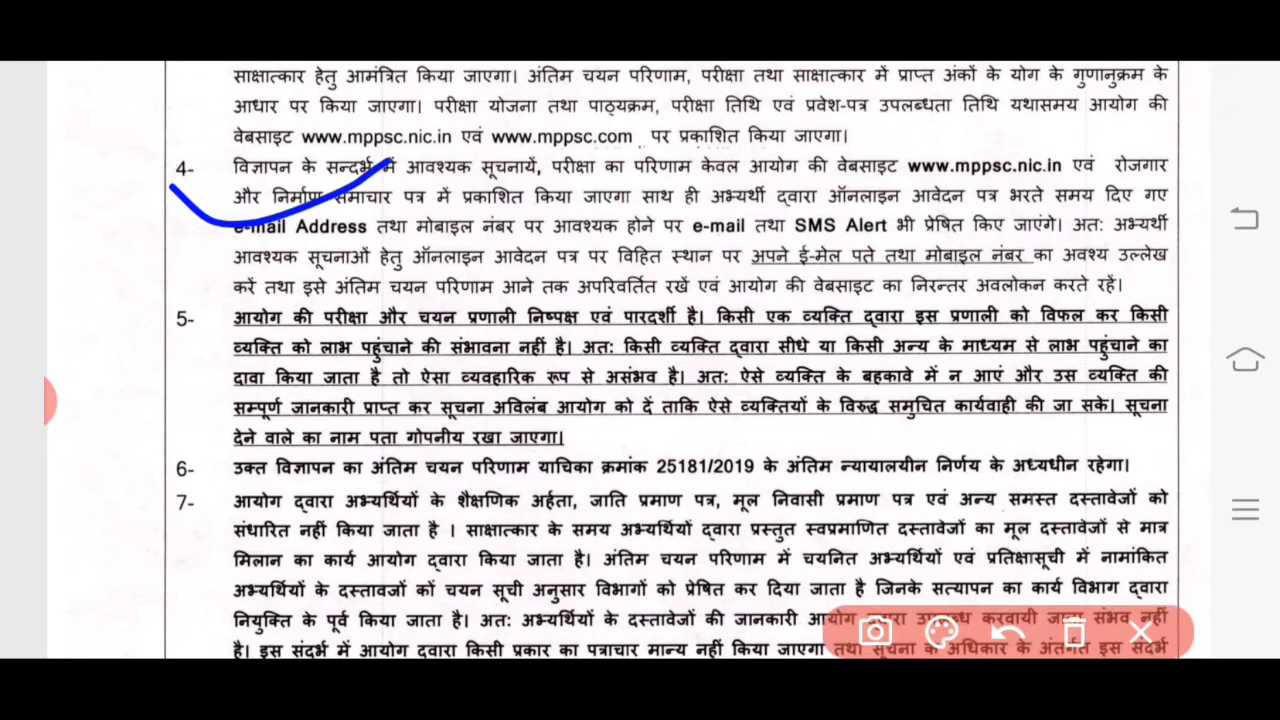 साक्षात्कार हेतु आमंत्रित किया जाएगा। अंतिम चयन परिणाम, परीक्षा तथा साक्षात्कार में प्राप्त अंकों के योग के गुणानुक्रम के
आधार पर किया जाएगा। परीक्षा योजना तथा पाठ्यक्रम, परीक्षा तिथि एवं प्रवेश-पत्र उपलब्धता तिथि यथासमय आयोग की
वेबसाइट www.mppsc.nic.in एवं www.mppsc.com पर प्रकाशित किया जाएगा।
4- विज्ञापन के सन्दर्भ में आवश्यक सूचनायें, परीक्षा का परिणाम केवल आयोग की वेबसाइट www.mppsc.nic.in एवं रोजगार
और निर्माण समाचार पत्र में प्रकाशित किया जाएगा साथ ही अभ्यर्थी द्वारा ऑनलाइन आवेदन पत्र भरते समय दिए गए
e-mail Address तथा मोबाइल नंबर पर आवश्यक होने पर e-mail तथा SMS Alert भी प्रेषित किए जाएंगे। अतः अभ्यर्थी
आवश्यक सूचनाओं हेतु ऑनलाइन आवेदन पत्र पर विहित स्थान पर अपने ई-मेल पते तथा मोबाइल नंबर का अवश्य उल्लेख
करें तथा इसे अंतिम चयन परिणाम आने तक अपरिवर्तित रखें एवं आयोग की वेबसाइट का निरन्तर अवलोकन करते रहें।
5- आयोग की परीक्षा और चयन प्रणाली निष्पक्ष एवं पारदर्शी है। किसी एक व्यक्ति द्वारा इस प्रणाली को विफल कर किसी
व्यक्ति को लाभ पहुंचाने की संभावना नहीं है। अतः किसी व्यक्ति द्वारा सीधे या किसी अन्य के माध्यम से लाभ पहुंचाने का
दावा किया जाता है तो ऐसा व्यवहारिक रूप से असंभव है। अतः ऐसे व्यक्ति के बहकावे में न आएं और उस व्यक्ति की
सम्पूर्ण जानकारी प्राप्त कर सूचना अविलंब आयोग को दें ताकि ऐसे व्यक्तियों के विरुद्ध समुचित कार्यवाही की जा सके। सूचना
देने वाले का नाम पता गोपनीय रखा जाएगा।
6- उक्त विज्ञापन का अंतिम चयन परिणाम याचिका क्रमांक 25181/2019 के अंतिम न्यायालयीन निर्णय के अध्यधीन रहेगा।
7- आयोग द्वारा अभ्यर्थियों के शैक्षणिक अर्हता, जाति प्रमाण पत्र, मूल निवासी प्रमाण पत्र एवं अन्य समस्त दस्तावेजों को
संधारित नहीं किया जाता है । साक्षात्कार के समय अभ्यर्थियों द्वारा प्रस्तुत स्वप्रमाणित दस्तावेजों का मूल दस्तावेजों से मात्र
मिलान का कार्य आयोग द्वारा किया जाता है। अंतिम चयन परिणाम में चयनित अभ्यर्थियों एवं प्रतिक्षासूची में नामांकित
अभ्यर्थियों के दस्तावेजों कों चयन सूची अनुसार विभागों को प्रेषित कर दिया जाता है जिनके सत्यापन का कार्य विभाग द्वारा
नियुक्ति के पूर्व किया जाता है। अतः अभ्यर्थियों के दस्तावेजों की जानकारी आयोग द्वारा उपलब्ध करवायी जाना संभव नहीं
है। इस संदर्भ में आयोग द्वारा किसी प्रकार का पत्राचार मान्य नहीं किया जाएगा तथा सूचना के अधिकार के अंतर्गत इस संदर्भ